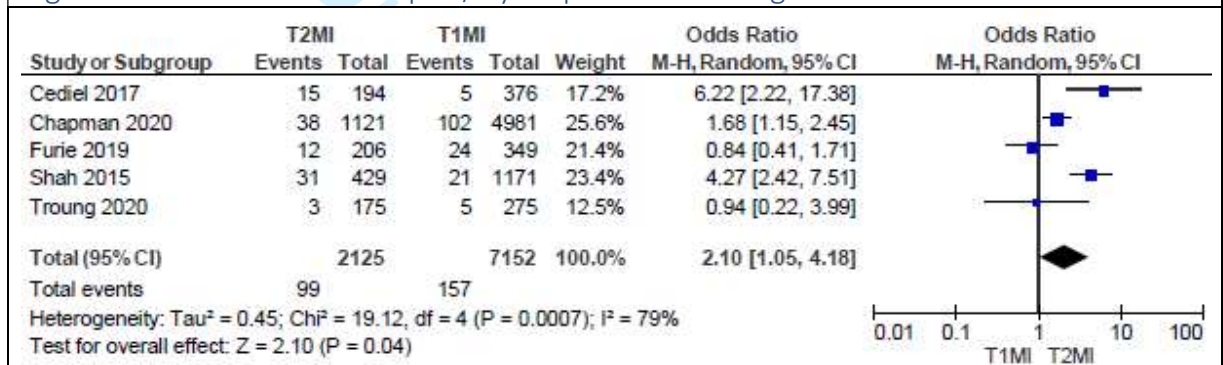 T2MI T1MI Odds Ratio Odds Ratio
Study or Subgroup Events Total Events Total Weight M-H, Random, 95% CI M-H, Random, 95% CI
Cediel 2017 15 194 5 376 17.2% 6.22 [2.22, 17.38]
Chapman 2020 38 1121 102 4981 25.6% 1.68 [1.15, 2.45]
Furie 2019 12 206 24 349 21.4% 0.84 [0.41, 1.71]
Shah 2015 31 429 21 1171 23.4% 4.27 [2.42, 7.51]
Troung 2020 3 175 5 275 12.5% 0.94 [0.22, 3.99]
Total (95% CI) 2125 7152 100.0% 2.10 [1.05, 4.18]
Total events 99 157
Heterogeneity: Tau² = 0.45; Chi² = 19.12, df = 4 (P = 0.0007); I² = 79%
Test for overall effect: Z = 2.10 (P = 0.04)
0.01 0.1 1 10 100
T1MI T2MI